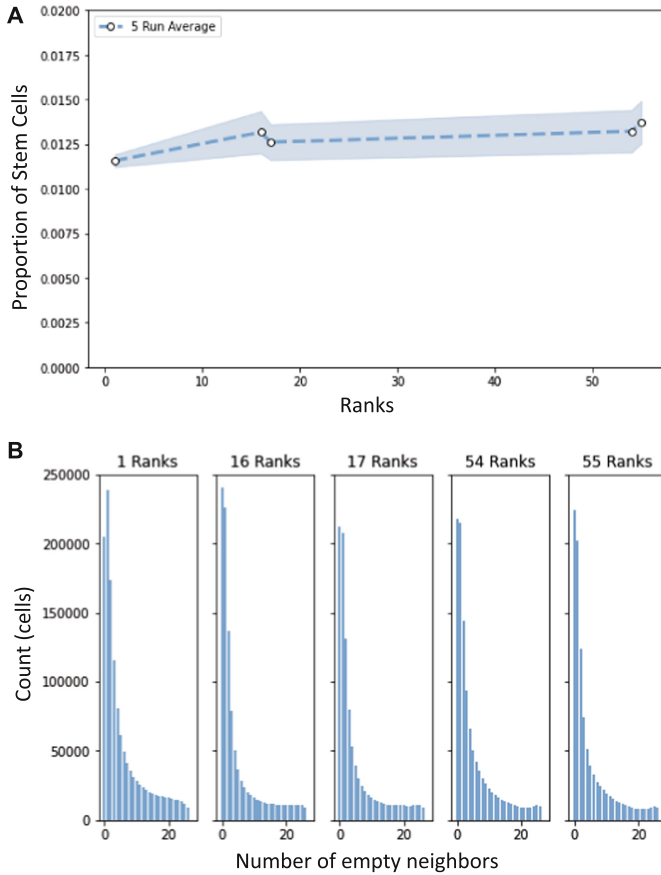 A
5 Run Average
0.0200
0.0175
0.0150
0.0125
0.0100
0.0075
0.0050
0.0025
0.0000
Proportion of Stem Cells
0 10 20 30 40 50
Ranks
B
1 Ranks 16 Ranks 17 Ranks 54 Ranks 55 Ranks
250000
200000
150000
100000
50000
0
Count (cells)
0 20 0 20 0 20 0 20 0 20
Number of empty neighbors